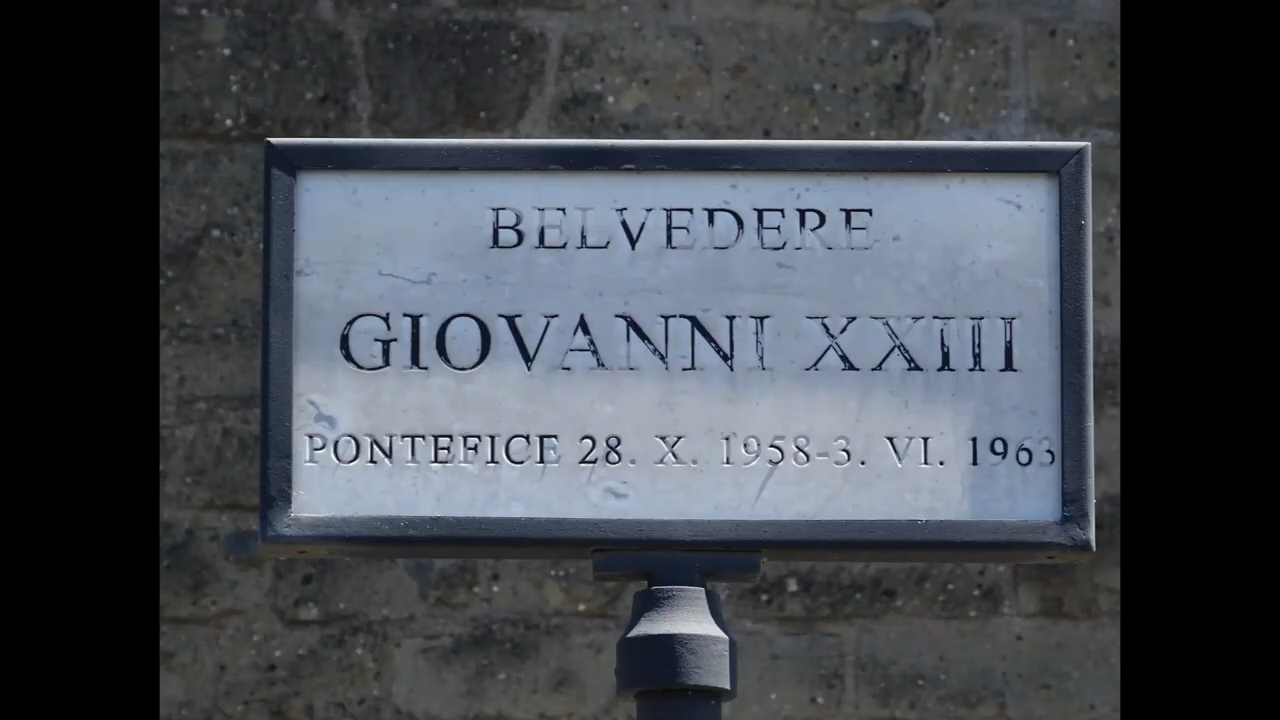 BELVEDERE
GIOVANNI XXIII
PONTEFICE 28. X. 1958-3. VI. 1963